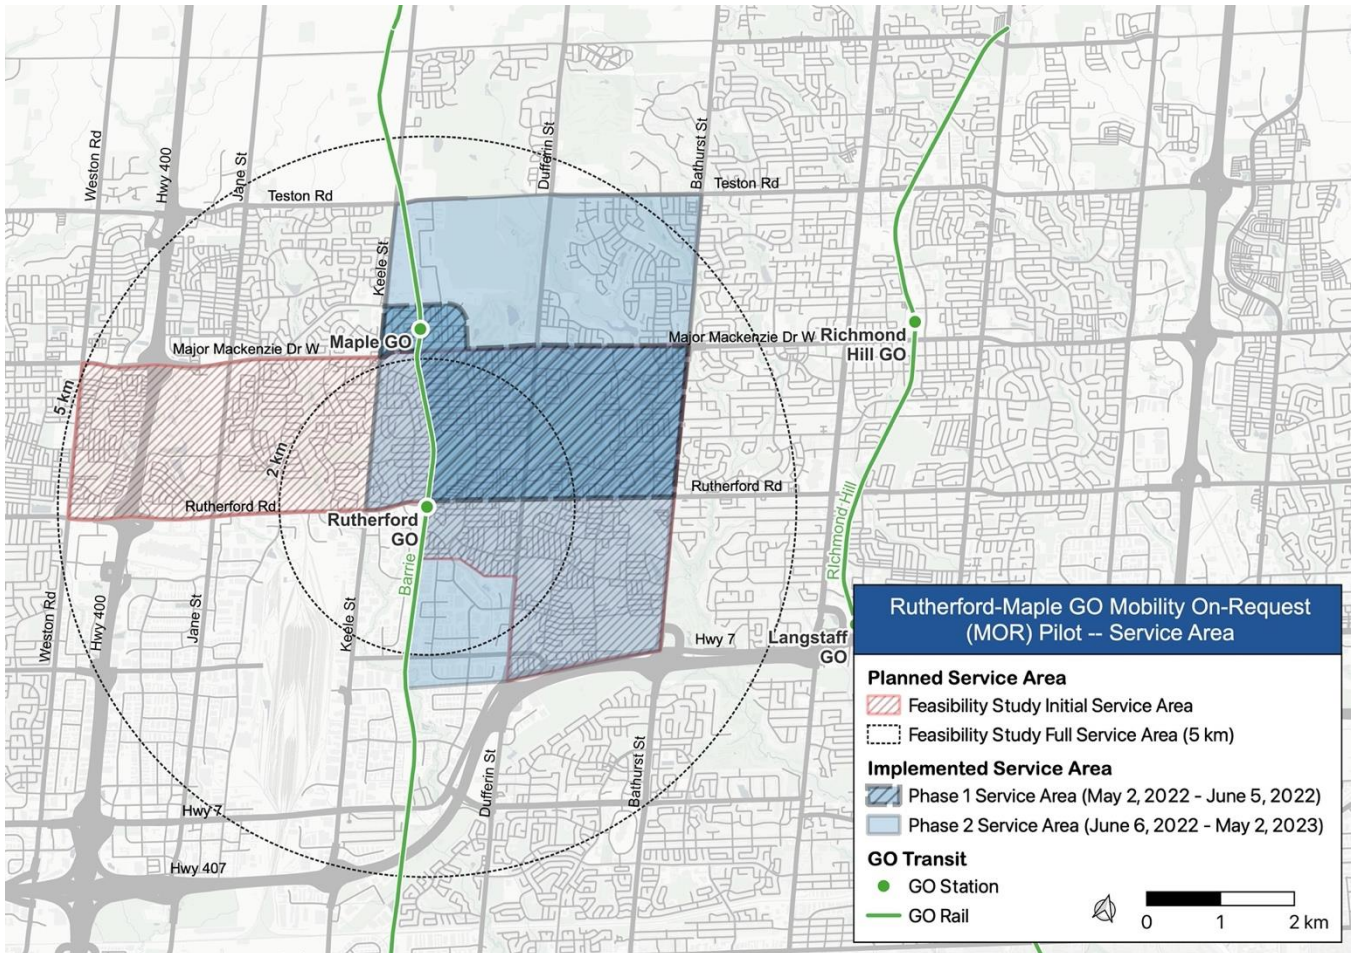 Weston Rd
Hwy 400
Jane St
Teston Rd
Keele St
Dufferin St
Bathurst St
Teston Rd
Major Mackenzie Dr W
Maple GO
Major Mackenzie Dr W
Richmond
Hill GO
5 km
2 km
Rutherford Rd
Rutherford
GO
Rutherford Rd
Barrie
Richmond Hill
Weston Rd
Hwy 400
Jane St
Keele St
Hwy 7
Langstaff
GO
Dufferin St
Bathurst St
Hwy 7
Hwy 407
Rutherford-Maple GO Mobility On-Request
(MOR) Pilot -- Service Area
Planned Service Area
Feasibility Study Initial Service Area
Feasibility Study Full Service Area (5 km)
Implemented Service Area
Phase 1 Service Area (May 2, 2022 - June 5, 2022)
Phase 2 Service Area (June 6, 2022 - May 2, 2023)
GO Transit
GO Station
GO Rail
0 1 2 km